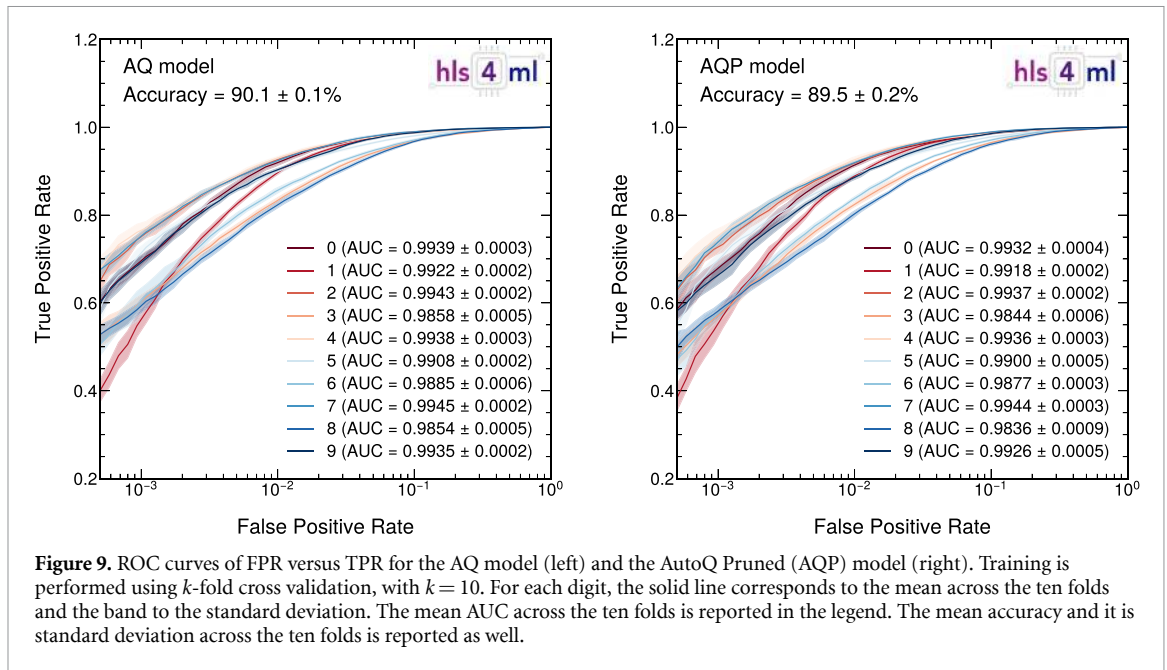 1.2
1.0
0.8
0.6
0.4
0.2
True Positive Rate
AQ model
Accuracy = 90.1 ± 0.1%
hls 4 ml
0 (AUC = 0.9939 ± 0.0003)
1 (AUC = 0.9922 ± 0.0002)
2 (AUC = 0.9943 ± 0.0002)
3 (AUC = 0.9858 ± 0.0005)
4 (AUC = 0.9938 ± 0.0003)
5 (AUC = 0.9908 ± 0.0002)
6 (AUC = 0.9885 ± 0.0006)
7 (AUC = 0.9945 ± 0.0002)
8 (AUC = 0.9854 ± 0.0005)
9 (AUC = 0.9935 ± 0.0002)
10⁻³ 10⁻² 10⁻¹ 10⁰
False Positive Rate
1.2
1.0
0.8
0.6
0.4
0.2
True Positive Rate
AQP model
Accuracy = 89.5 ± 0.2%
hls 4 ml
0 (AUC = 0.9932 ± 0.0004)
1 (AUC = 0.9918 ± 0.0002)
2 (AUC = 0.9937 ± 0.0002)
3 (AUC = 0.9844 ± 0.0006)
4 (AUC = 0.9936 ± 0.0003)
5 (AUC = 0.9900 ± 0.0005)
6 (AUC = 0.9877 ± 0.0003)
7 (AUC = 0.9944 ± 0.0003)
8 (AUC = 0.9836 ± 0.0009)
9 (AUC = 0.9926 ± 0.0005)
10⁻³ 10⁻² 10⁻¹ 10⁰
False Positive Rate
Figure 9. ROC curves of FPR versus TPR for the AQ model (left) and the AutoQ Pruned (AQP) model (right). Training is
performed using k-fold cross validation, with k = 10. For each digit, the solid line corresponds to the mean across the ten folds
and the band to the standard deviation. The mean AUC across the ten folds is reported in the legend. The mean accuracy and it is
standard deviation across the ten folds is reported as well.